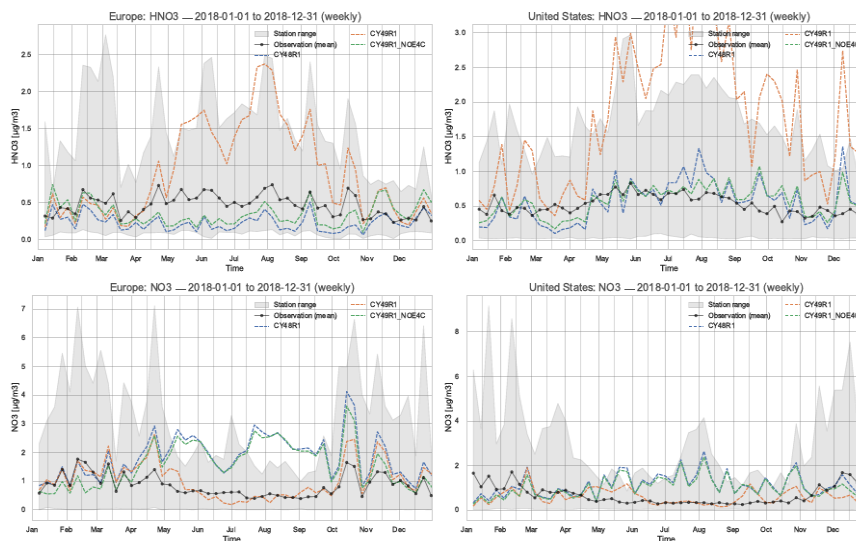 Europe: HNO3 — 2018-01-01 to 2018-12-31 (weekly)
Station range
Observation (mean)
CY48R1
CY49R1
CY49R1_NOE4C
HNO3 [µg/m3]
2.5
2.0
1.5
1.0
0.5
0.0
Jan Feb Mar Apr May Jun Jul Aug Sep Oct Nov Dec
Time
United States: HNO3 — 2018-01-01 to 2018-12-31 (weekly)
Station range
Observation (mean)
CY48R1
CY49R1
CY49R1_NOE4C
HNO3 [µg/m3]
3.0
2.5
2.0
1.5
1.0
0.5
0.0
Jan Feb Mar Apr May Jun Jul Aug Sep Oct Nov Dec
Time
Europe: NO3 — 2018-01-01 to 2018-12-31 (weekly)
Station range
Observation (mean)
CY48R1
CY49R1
CY49R1_NOE4C
NO3 [µg/m3]
7
6
5
4
3
2
1
0
Jan Feb Mar Apr May Jun Jul Aug Sep Oct Nov Dec
Time
United States: NO3 — 2018-01-01 to 2018-12-31 (weekly)
Station range
Observation (mean)
CY48R1
CY49R1
CY49R1_NOE4C
NO3 [µg/m3]
8
6
4
2
0
Jan Feb Mar Apr May Jun Jul Aug Sep Oct Nov Dec
Time